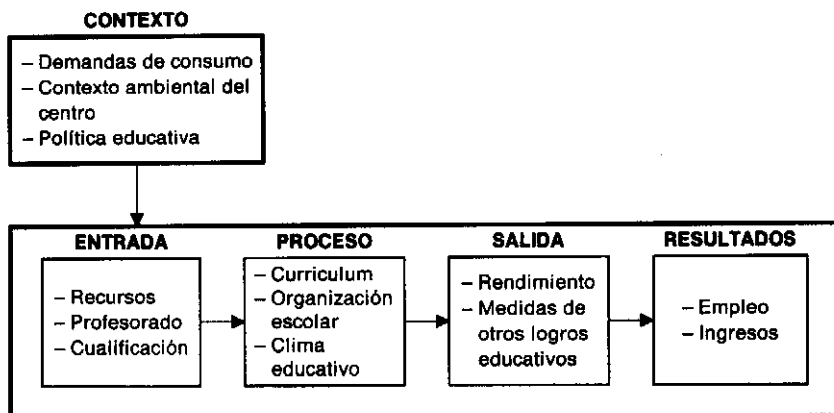 CONTEXTO
– Demandas de consumo
– Contexto ambiental del
centro
– Política educativa
ENTRADA
– Recursos
– Profesorado
– Cualificación
PROCESO
– Curriculum
– Organización
escolar
– Clima
educativo
SALIDA
– Rendimiento
– Medidas de
otros logros
educativos
RESULTADOS
– Empleo
– Ingresos